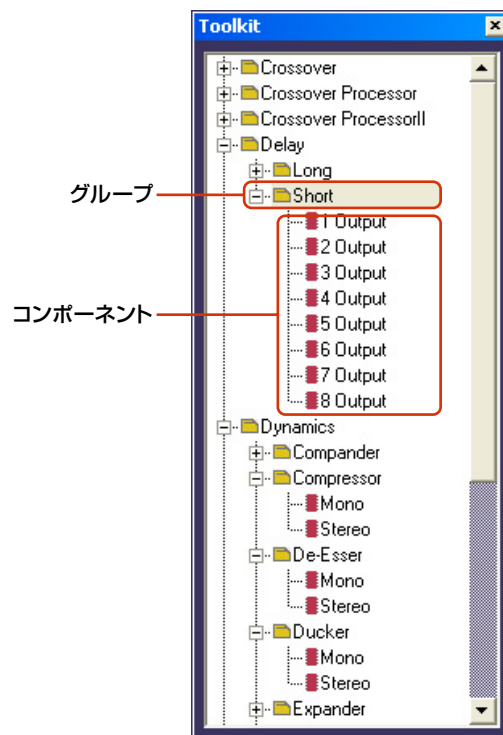 Toolkit
Crossover
Crossover Processor
Crossover ProcessorII
Delay
Long
グループ
Short
1 Output
2 Output
3 Output
4 Output
コンポーネント
5 Output
6 Output
7 Output
8 Output
Dynamics
Compander
Compressor
Mono
Stereo
De-Esser
Mono
Stereo
Ducker
Mono
Stereo
Expander